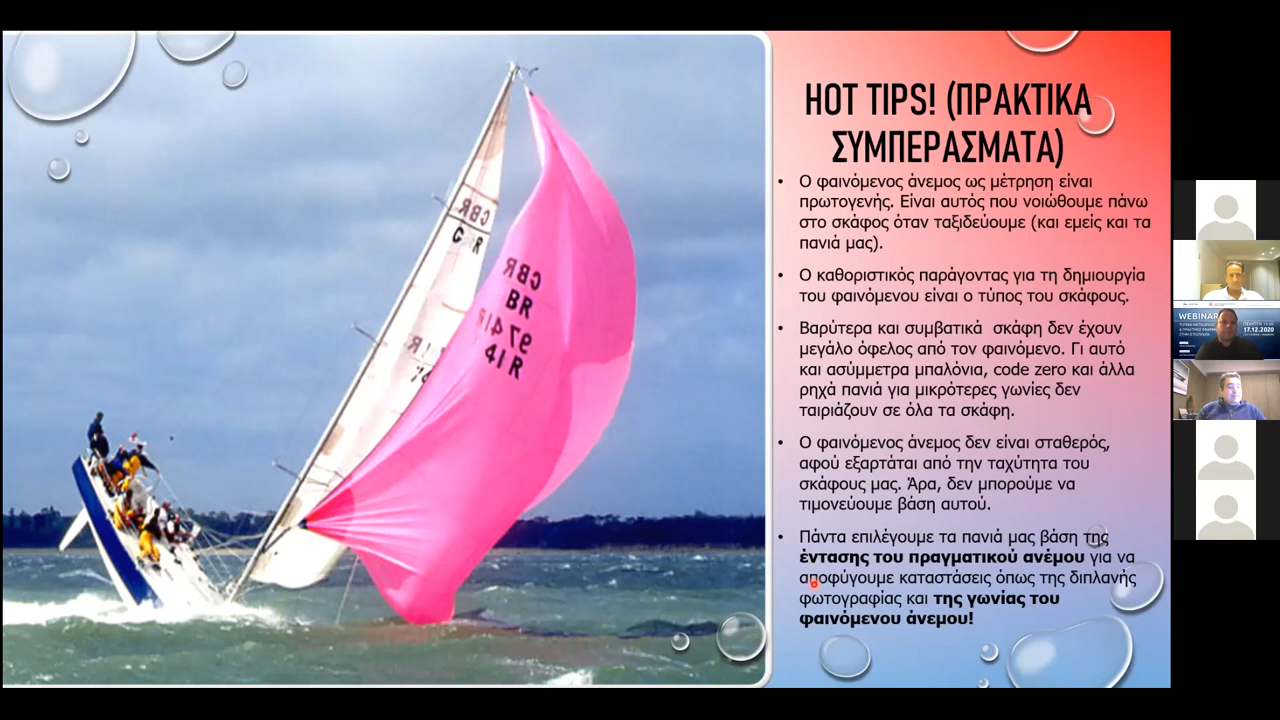 HOT TIPS! (ΠΡΑΚΤΙΚΑ
ΣΥΜΠΕΡΑΣΜΑΤΑ)
• Ο φαινόμενος άνεμος ως μέτρηση είναι
πρωτογενής. Είναι αυτός που νοιώθουμε πάνω
στο σκάφος όταν ταξιδεύουμε (και εμείς και τα
πανιά μας).
• Ο καθοριστικός παράγοντας για τη δημιουργία
του φαινόμενου είναι ο τύπος του σκάφους.
• Βαρύτερα και συμβατικά σκάφη δεν έχουν
μεγάλο όφελος από τον φαινόμενο. Γι αυτό
και ασύμμετρα μπαλόνια, code zero και άλλα
ρηχά πανιά για μικρότερες γωνίες δεν
ταιριάζουν σε όλα τα σκάφη.
• Ο φαινόμενος άνεμος δεν είναι σταθερός,
αφού εξαρτάται από την ταχύτητα του
σκάφους μας. Άρα, δεν μπορούμε να
τιμονεύουμε βάση αυτού.
• Πάντα επιλέγουμε τα πανιά μας βάση της
έντασης του πραγματικού ανέμου για να
αποφύγουμε καταστάσεις όπως της διπλανής
φωτογραφίας και της γωνίας του
φαινόμενου άνεμου!
GBR
GBR
WEBINAR
17.12.2020